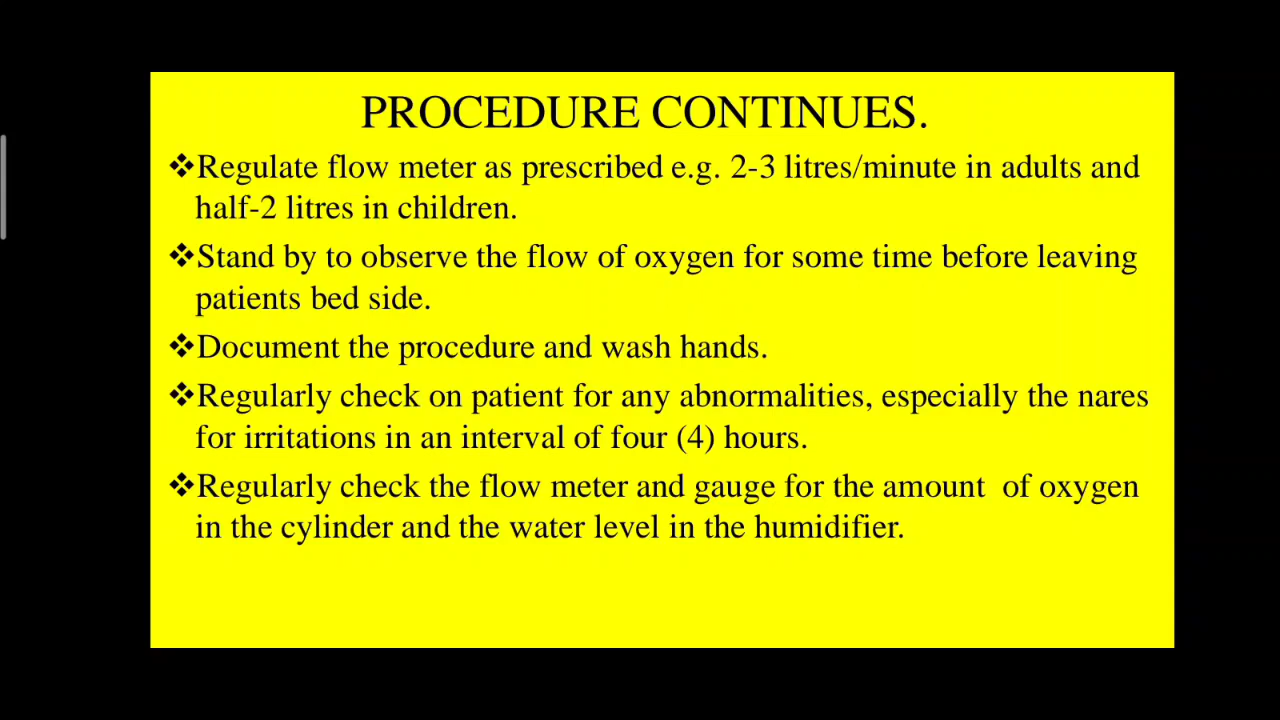 PROCEDURE CONTINUES.
❖Regulate flow meter as prescribed e.g. 2-3 litres/minute in adults and
half-2 litres in children.
❖Stand by to observe the flow of oxygen for some time before leaving
patients bed side.
❖Document the procedure and wash hands.
❖Regularly check on patient for any abnormalities, especially the nares
for irritations in an interval of four (4) hours.
❖Regularly check the flow meter and gauge for the amount  of oxygen
in the cylinder and the water level in the humidifier.